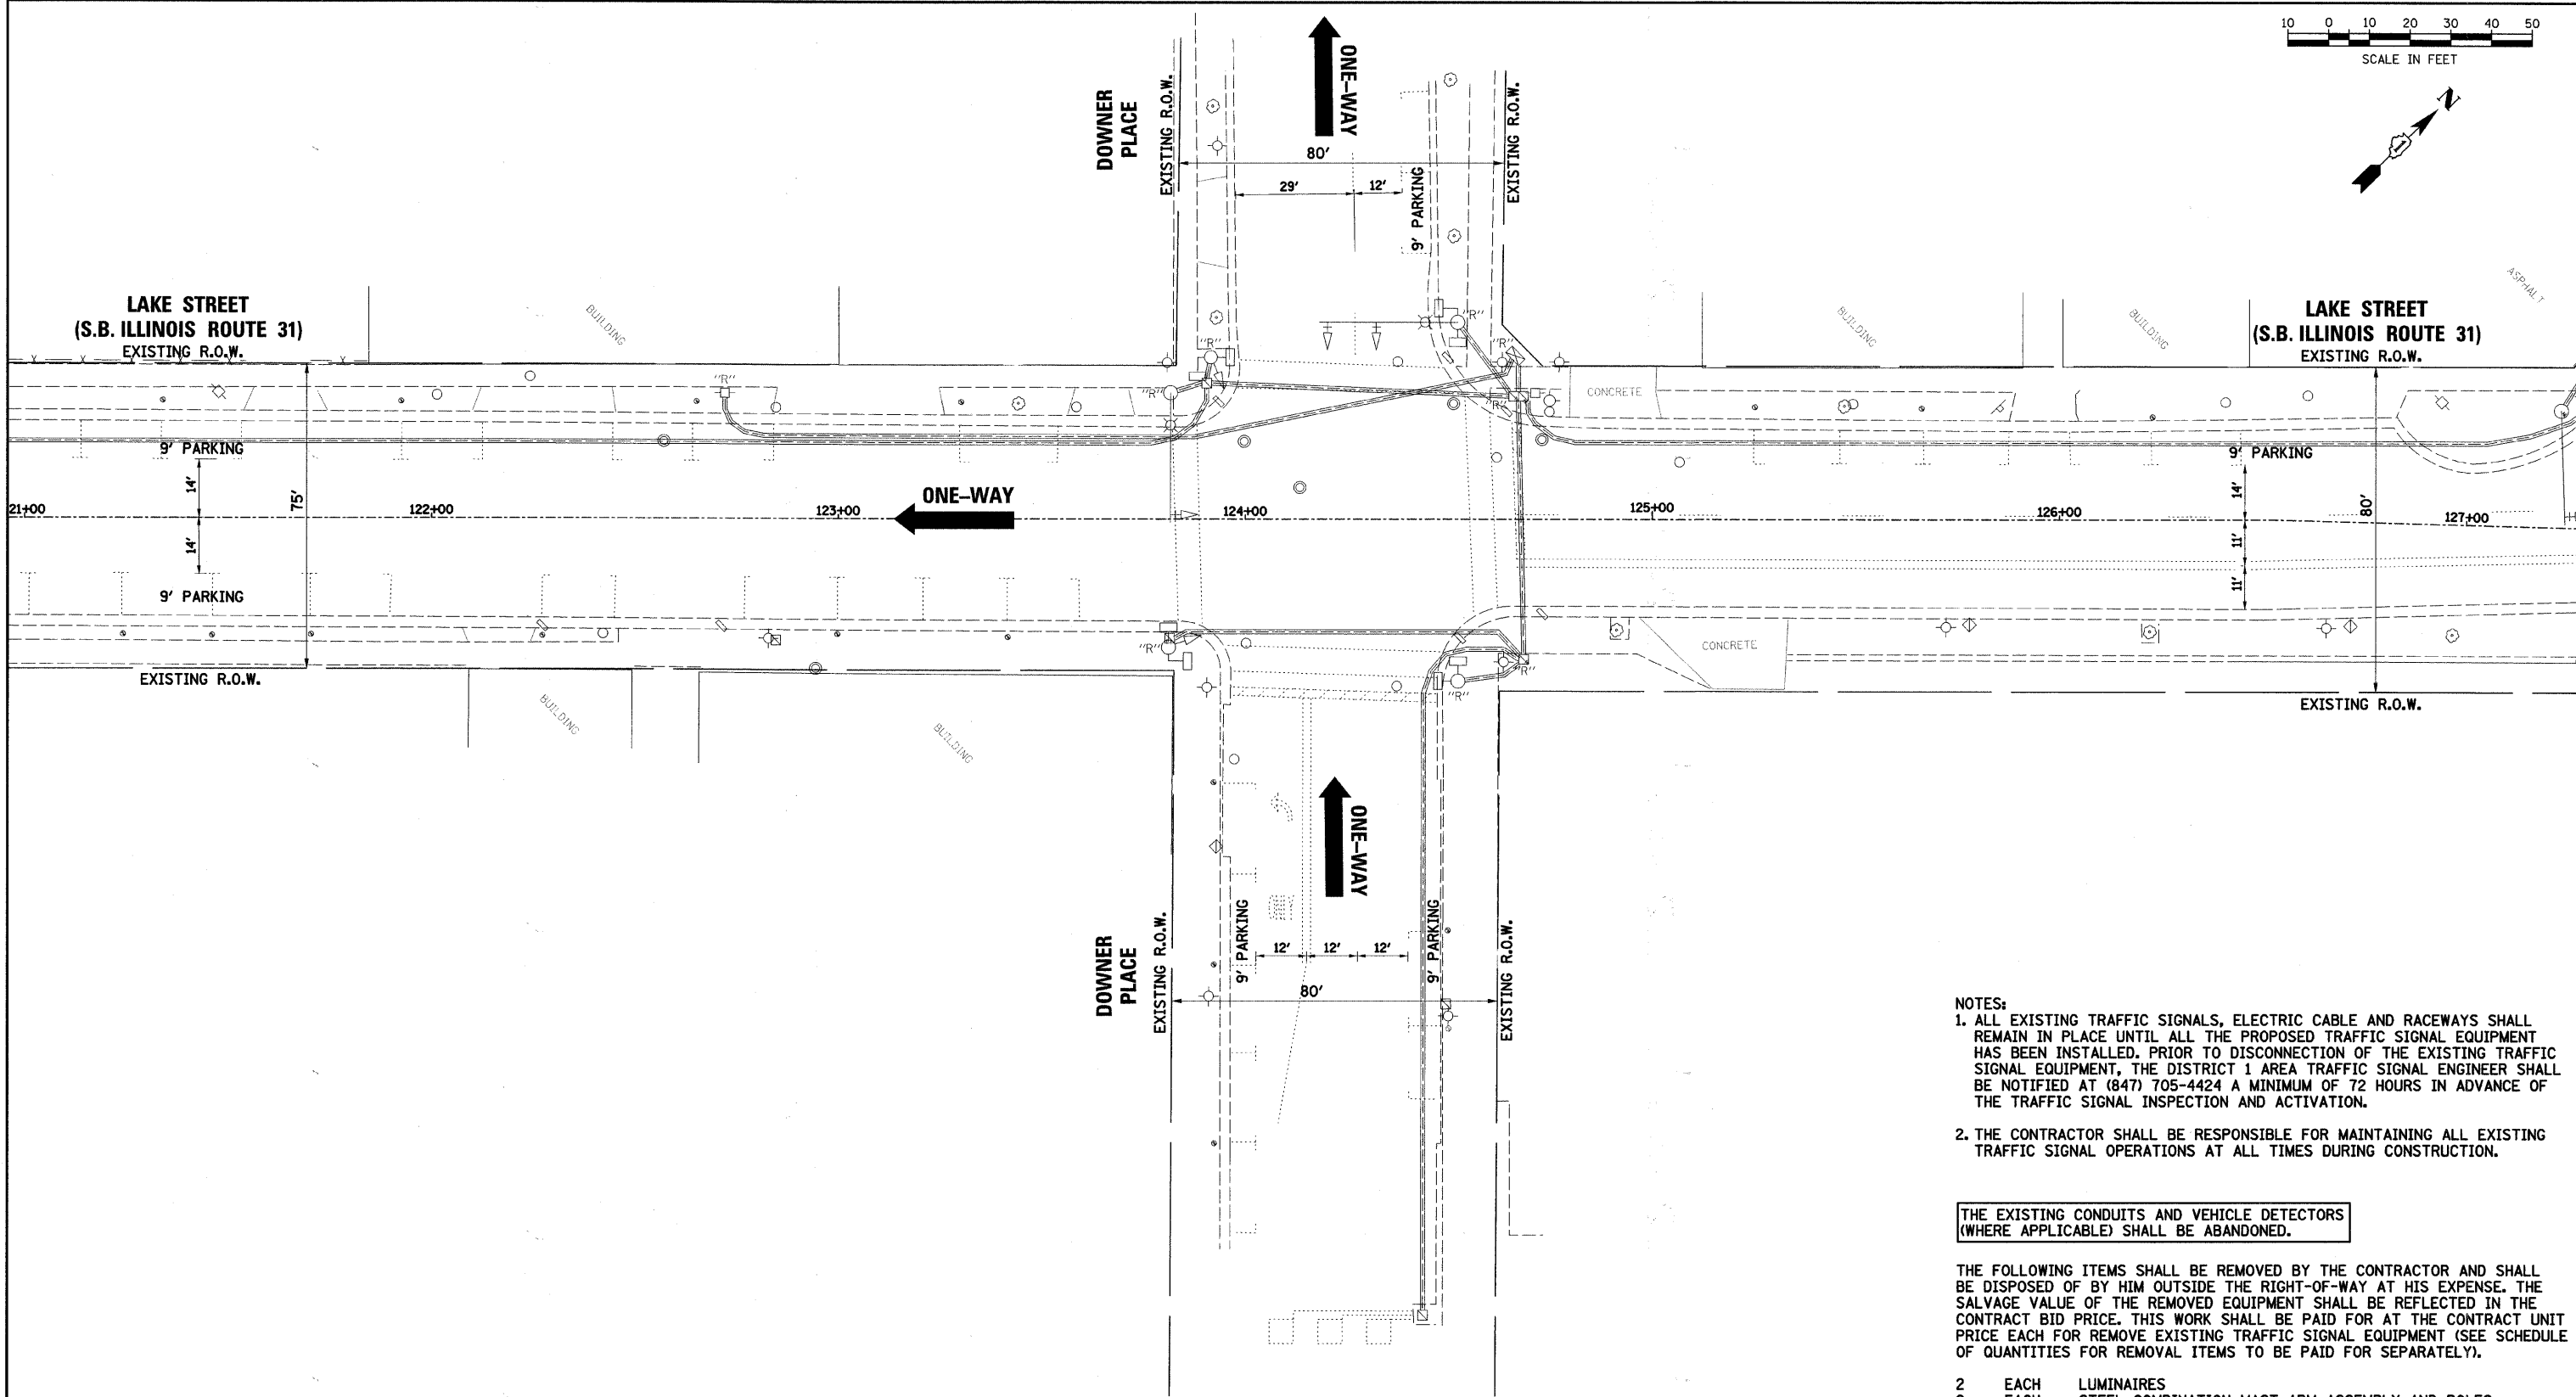 10 0 10 20 30 40 50
SCALE IN FEET
N
1
ONE-WAY
DOWNER
PLACE
EXISTING R.O.W.
EXISTING R.O.W.
80'
29'
12'
9' PARKING
LAKE STREET
(S.B. ILLINOIS ROUTE 31)
EXISTING R.O.W.
BUILDING
BUILDING
BUILDING
ASPHALT
LAKE STREET
(S.B. ILLINOIS ROUTE 31)
EXISTING R.O.W.
"R"
"R"
"R"
"R"
"R"
CONCRETE
9' PARKING
9' PARKING
14'
75'
14'
ONE-WAY
21+00
122+00
123+00
124+00
125+00
126+00
127+00
14'
80'
11'
11'
9' PARKING
"R"
"R"
"R"
CONCRETE
EXISTING R.O.W.
EXISTING R.O.W.
BUILDING
BUILDING
ONE-WAY
DOWNER
PLACE
EXISTING R.O.W.
9' PARKING
12'
12'
12'
9' PARKING
80'
EXISTING R.O.W.
NOTES:
1. ALL EXISTING TRAFFIC SIGNALS, ELECTRIC CABLE AND RACEWAYS SHALL
REMAIN IN PLACE UNTIL ALL THE PROPOSED TRAFFIC SIGNAL EQUIPMENT
HAS BEEN INSTALLED. PRIOR TO DISCONNECTION OF THE EXISTING TRAFFIC
SIGNAL EQUIPMENT, THE DISTRICT 1 AREA TRAFFIC SIGNAL ENGINEER SHALL
BE NOTIFIED AT (847) 705-4424 A MINIMUM OF 72 HOURS IN ADVANCE OF
THE TRAFFIC SIGNAL INSPECTION AND ACTIVATION.
2. THE CONTRACTOR SHALL BE RESPONSIBLE FOR MAINTAINING ALL EXISTING
TRAFFIC SIGNAL OPERATIONS AT ALL TIMES DURING CONSTRUCTION.
THE EXISTING CONDUITS AND VEHICLE DETECTORS
(WHERE APPLICABLE) SHALL BE ABANDONED.
THE FOLLOWING ITEMS SHALL BE REMOVED BY THE CONTRACTOR AND SHALL
BE DISPOSED OF BY HIM OUTSIDE THE RIGHT-OF-WAY AT HIS EXPENSE. THE
SALVAGE VALUE OF THE REMOVED EQUIPMENT SHALL BE REFLECTED IN THE
CONTRACT BID PRICE. THIS WORK SHALL BE PAID FOR AT THE CONTRACT UNIT
PRICE EACH FOR REMOVE EXISTING TRAFFIC SIGNAL EQUIPMENT (SEE SCHEDULE
OF QUANTITIES FOR REMOVAL ITEMS TO BE PAID FOR SEPARATELY).
2 EACH LUMINAIRES